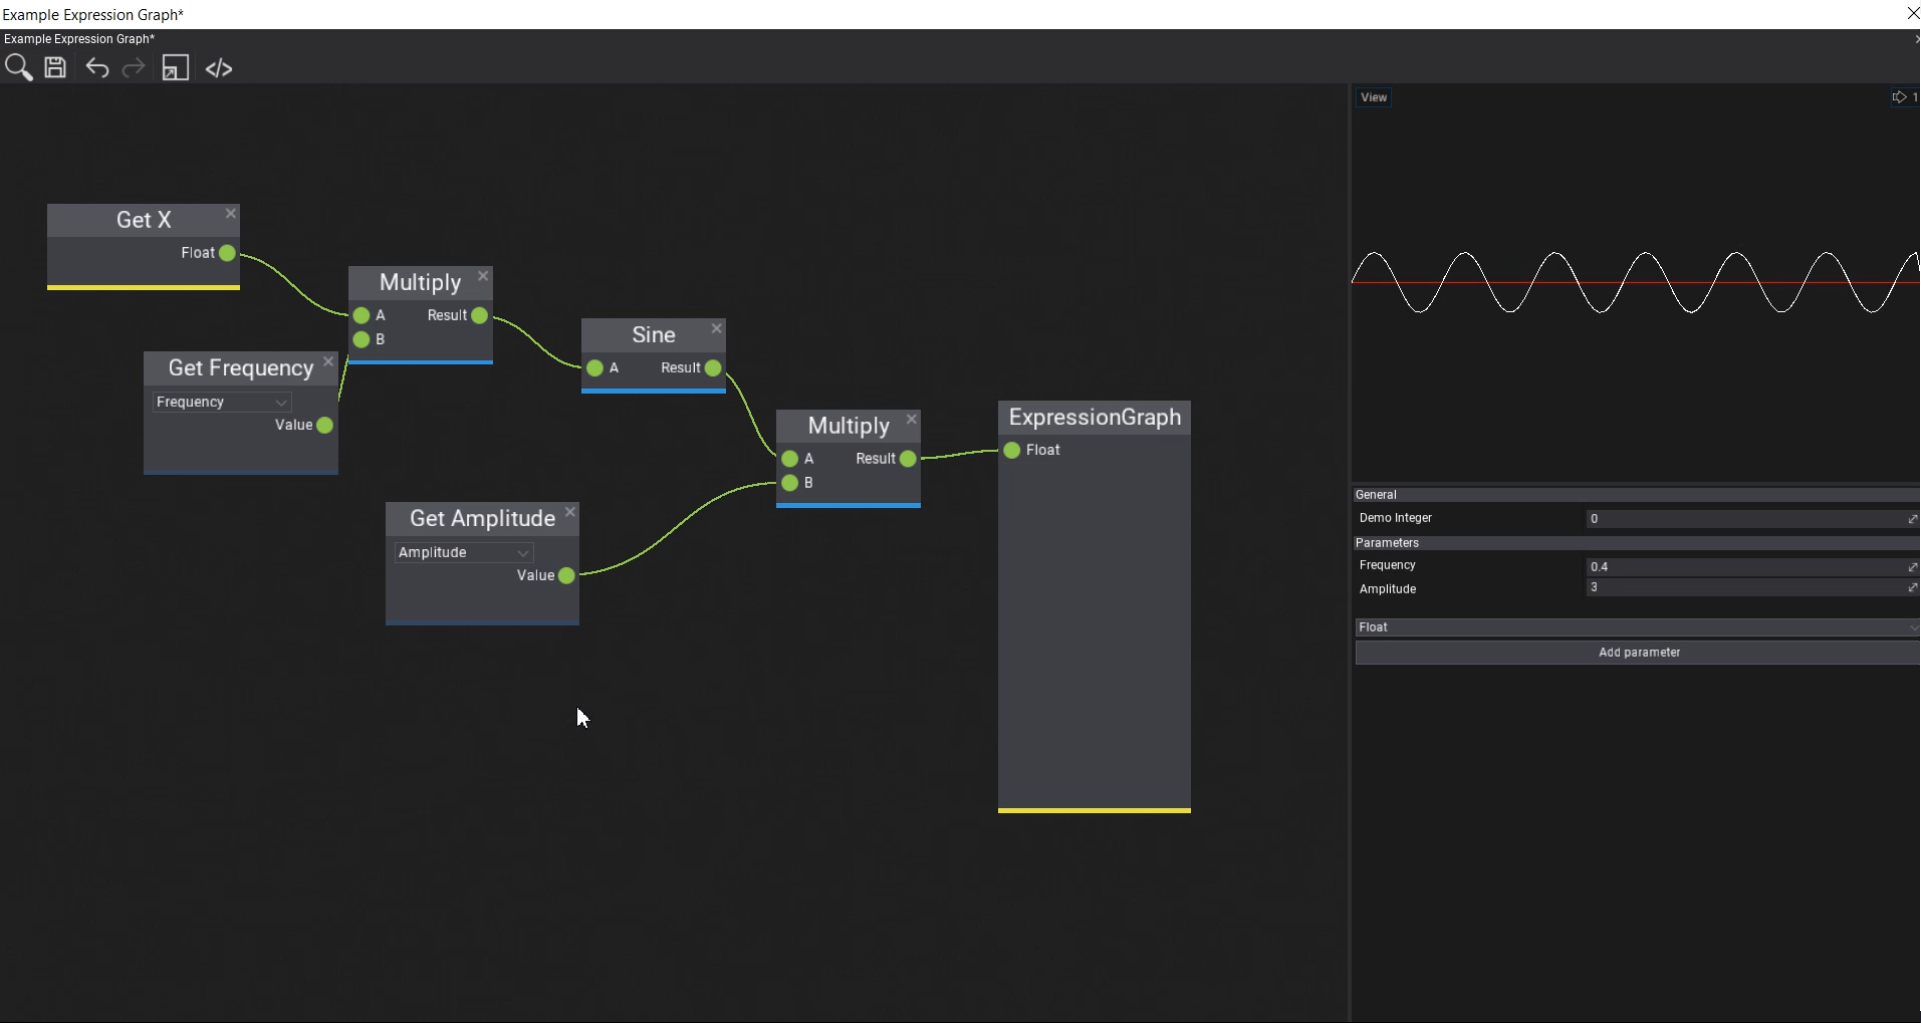 Example Expression Graph*
Example Expression Graph*
View
1
Get X
Float
Multiply
A Result
B
Sine
A Result
Get Frequency
Frequency
Value
Multiply
A Result
B
ExpressionGraph
Float
Get Amplitude
Amplitude
Value
General
Demo Integer 0
Parameters
Frequency 0.4
Amplitude 3
Float
Add parameter